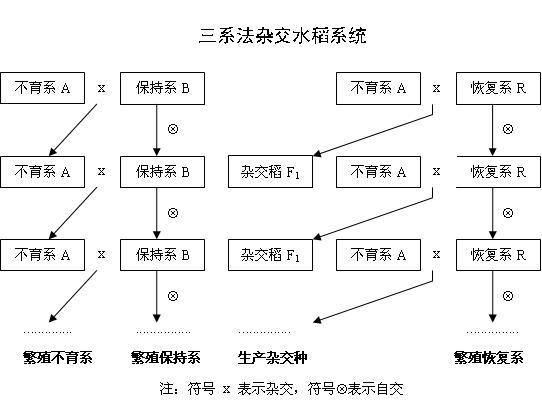 三系法杂交水稻系统
不育系 A x 保持系 B 不育系 A x 恢复系 R
⊗ ⊗
不育系 A x 保持系 B 杂交稻 F₁ 不育系 A x 恢复系 R
⊗ ⊗
不育系 A x 保持系 B 杂交稻 F₁ 不育系 A x 恢复系 R
⊗ ⊗
………… ………… ………… …………
繁殖不育系 繁殖保持系 生产杂交种 繁殖恢复系
注：符号 x 表示杂交，符号⊗表示自交